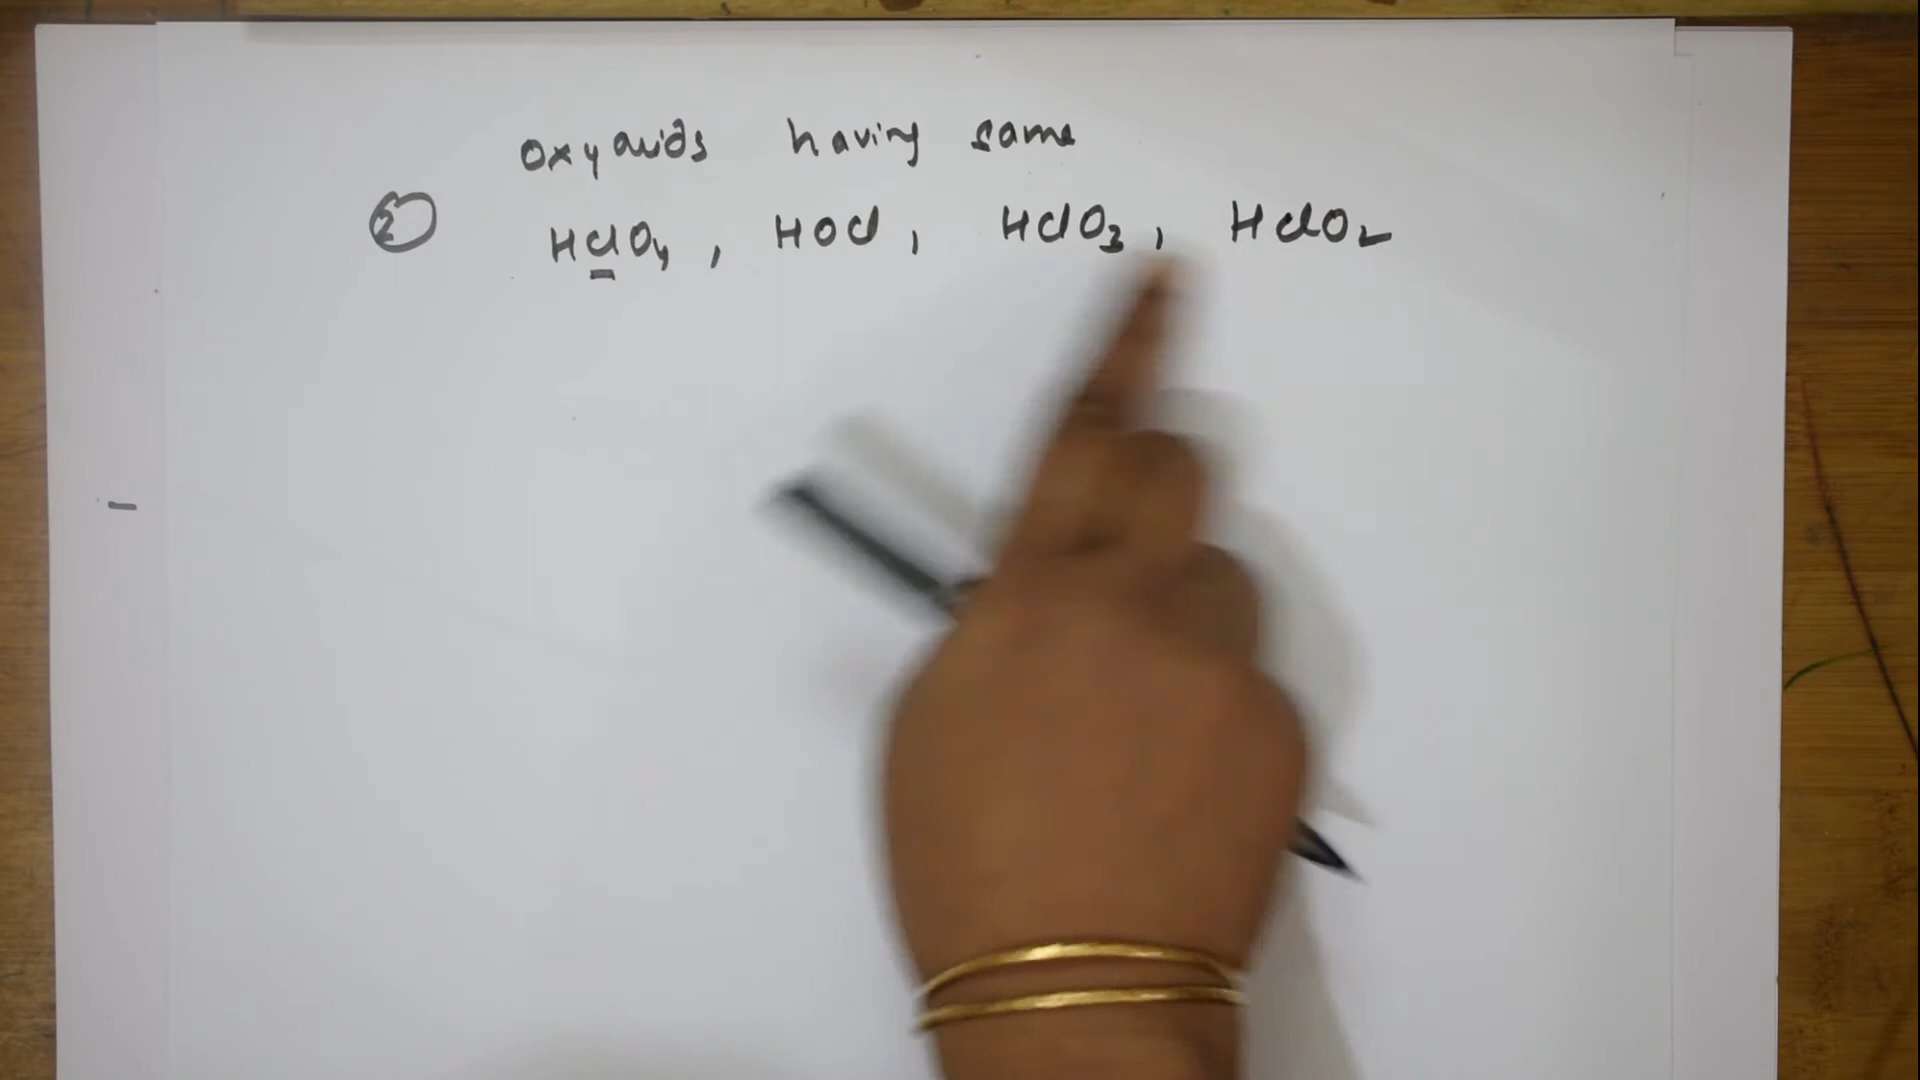 Oxyacids having same
② HClO₄, HOCl, HClO₃, HClO₂